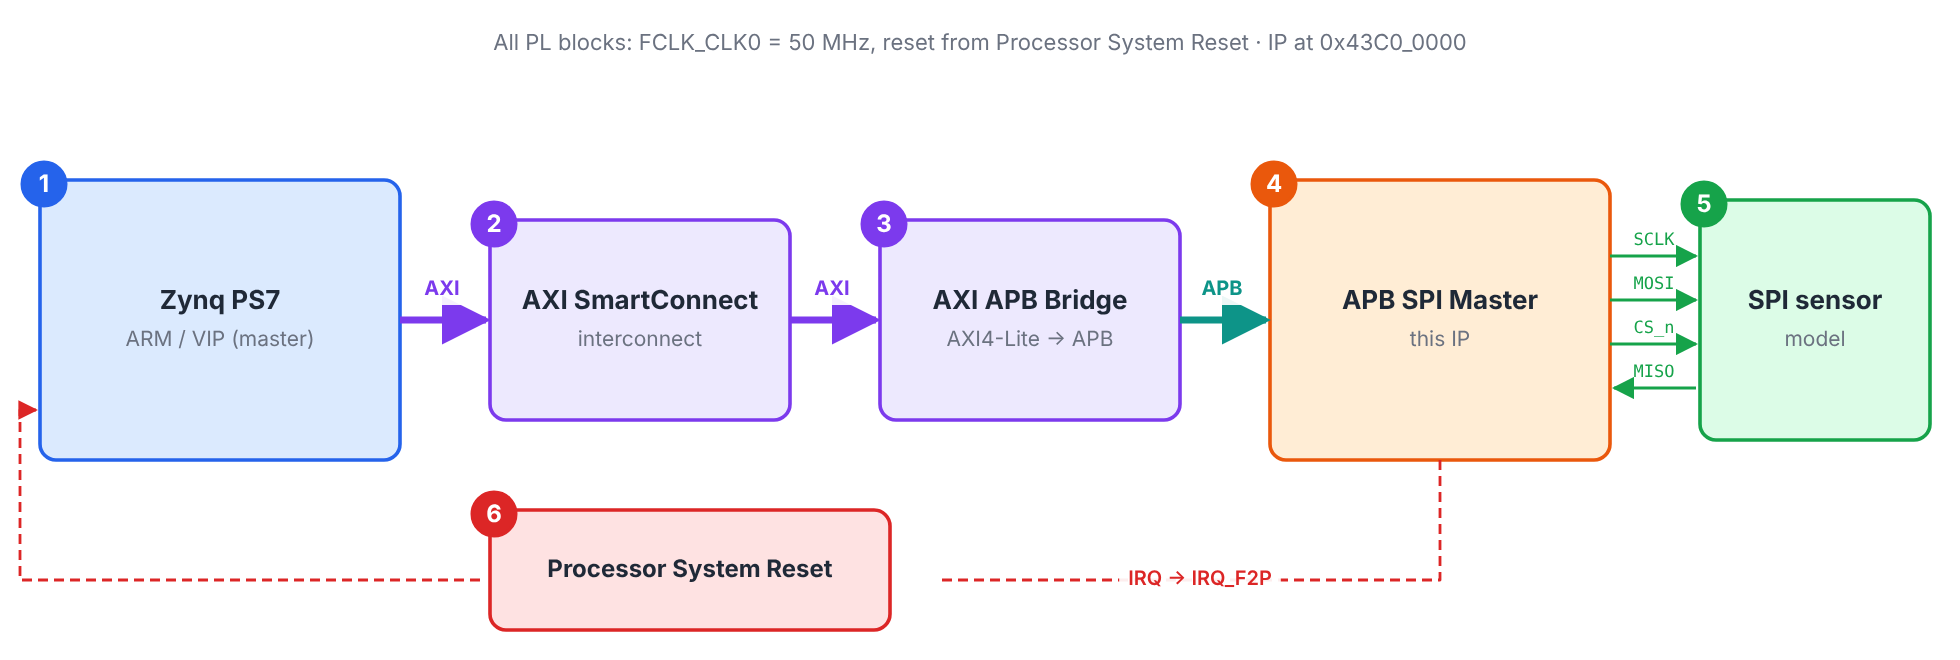 All PL blocks: FCLK_CLK0 = 50 MHz, reset from Processor System Reset · IP at 0x43C0_0000
1
Zynq PS7
ARM / VIP (master)
AXI
2
AXI SmartConnect
interconnect
AXI
3
AXI APB Bridge
AXI4-Lite → APB
APB
4
APB SPI Master
this IP
SCLK
MOSI
CS_n
MISO
5
SPI sensor
model
6
Processor System Reset
IRQ → IRQ_F2P